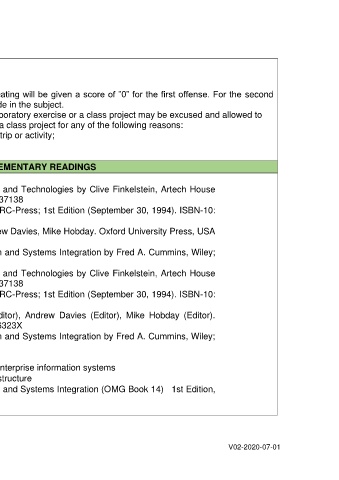 ating will be given a score of "0" for the first offense. For the second
de in the subject.
boratory exercise or a class project may be excused and allowed to
a class project for any of the following reasons:
trip or activity;
EMENTARY READINGS
and Technologies by Clive Finkelstein, Artech House
37138
RC-Press; 1st Edition (September 30, 1994). ISBN-10:
ew Davies, Mike Hobday. Oxford University Press, USA
n and Systems Integration by Fred A. Cummins, Wiley;
and Technologies by Clive Finkelstein, Artech House
37138
RC-Press; 1st Edition (September 30, 1994). ISBN-10:
ditor), Andrew Davies (Editor), Mike Hobday (Editor).
6323X
n and Systems Integration by Fred A. Cummins, Wiley;
nterprise information systems
structure
and Systems Integration (OMG Book 14) 1st Edition,
V02-2020-07-01